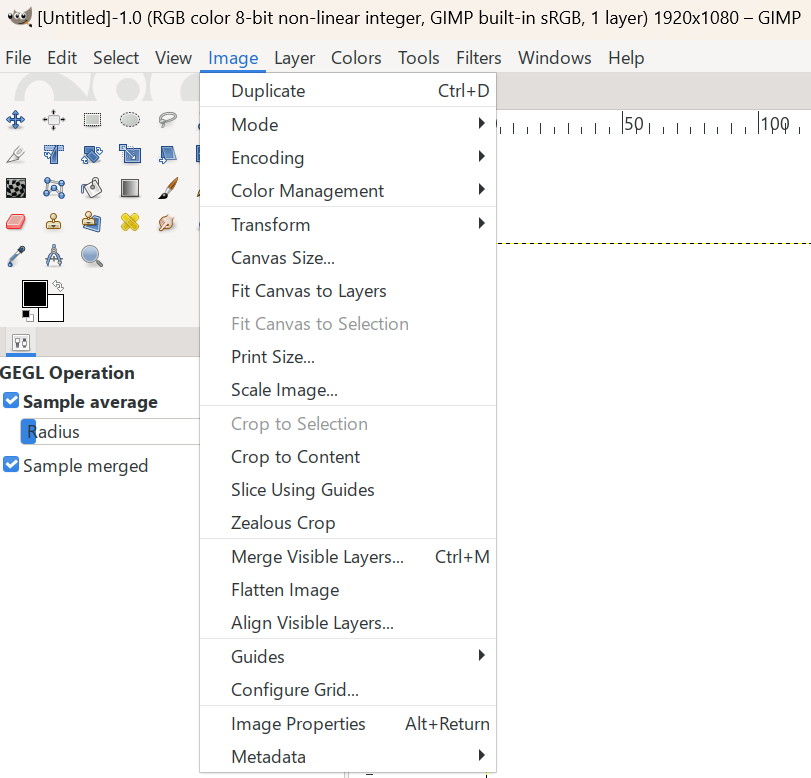 [Untitled]-1.0 (RGB color 8-bit non-linear integer, GIMP built-in sRGB, 1 layer) 1920x1080 – GIMP
File Edit Select View Image Layer Colors Tools Filters Windows Help
Duplicate Ctrl+D
Mode
50 100
Encoding
Color Management
Transform
Canvas Size...
Fit Canvas to Layers
Fit Canvas to Selection
Print Size...
GEGL Operation
Scale Image...
Sample average
Crop to Selection
Radius
Crop to Content
Sample merged
Slice Using Guides
Zealous Crop
Merge Visible Layers... Ctrl+M
Flatten Image
Align Visible Layers...
Guides
Configure Grid...
Image Properties Alt+Return
Metadata